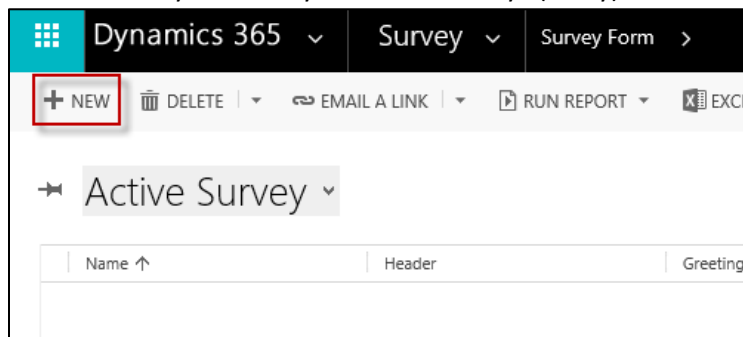 Dynamics 365 Survey Survey Form >
+ NEW DELETE EMAIL A LINK RUN REPORT
Active Survey
Name ↑ Header Greeting